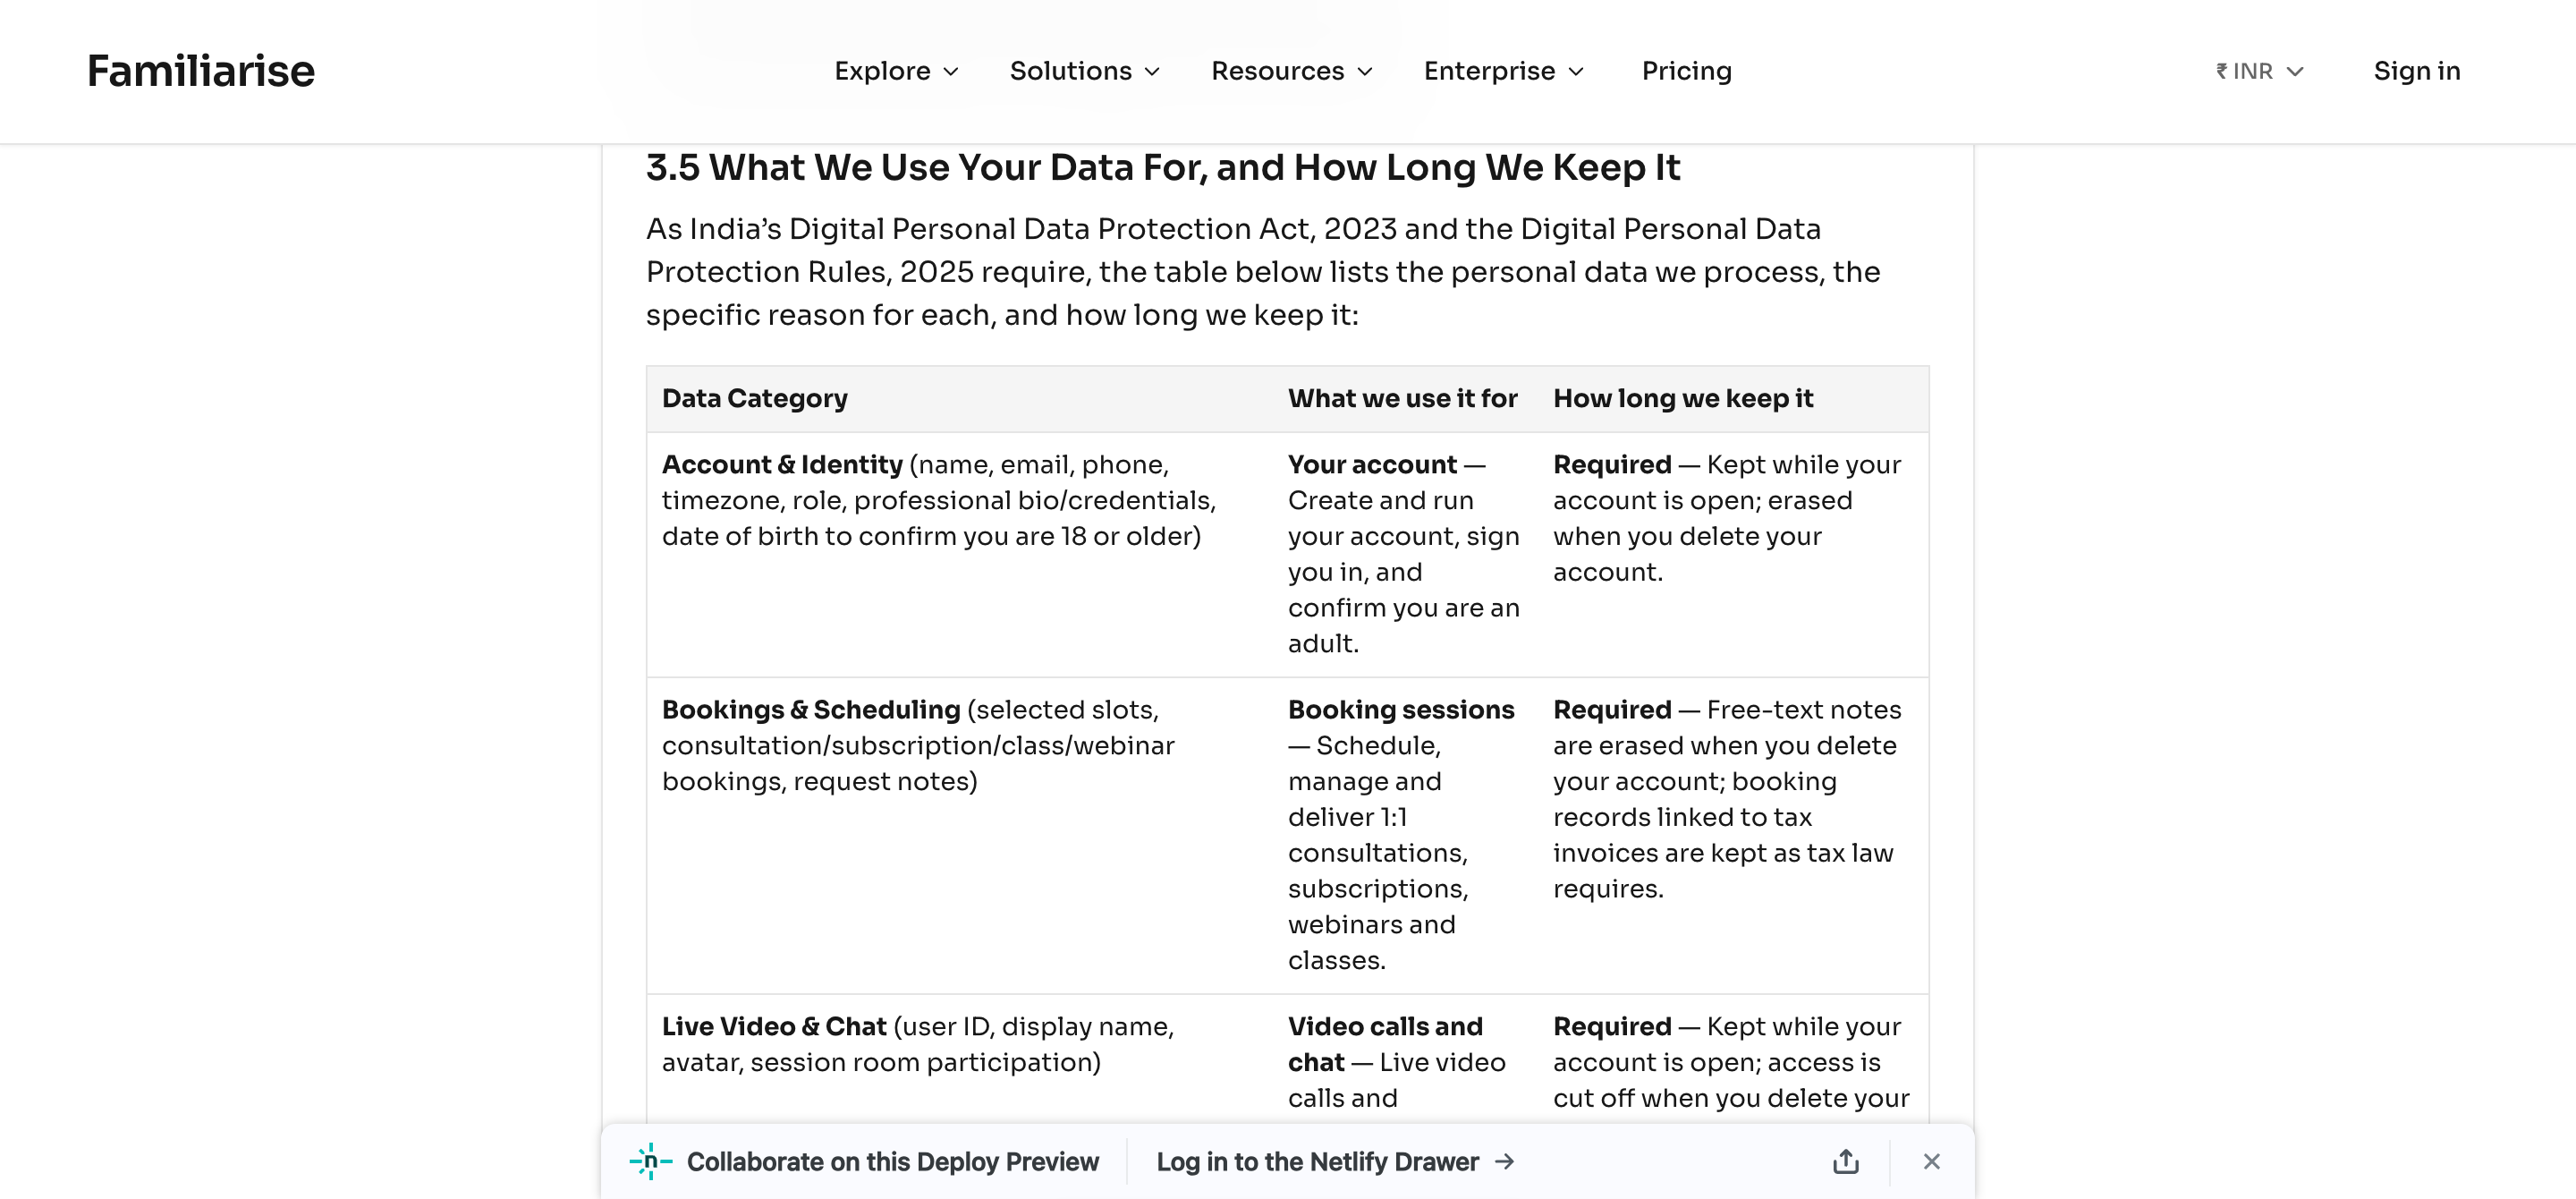 Familiarise
Explore
Solutions
Resources
Enterprise
Pricing
₹ INR
Sign in
3.5 What We Use Your Data For, and How Long We Keep It
As India’s Digital Personal Data Protection Act, 2023 and the Digital Personal Data
Protection Rules, 2025 require, the table below lists the personal data we process, the
specific reason for each, and how long we keep it:
Data Category
What we use it for
How long we keep it
Account & Identity (name, email, phone,
timezone, role, professional bio/credentials,
date of birth to confirm you are 18 or older)
Your account —
Create and run
your account, sign
you in, and
confirm you are an
adult.
Required — Kept while your
account is open; erased
when you delete your
account.
Bookings & Scheduling (selected slots,
consultation/subscription/class/webinar
bookings, request notes)
Booking sessions
— Schedule,
manage and
deliver 1:1
consultations,
subscriptions,
webinars and
classes.
Required — Free-text notes
are erased when you delete
your account; booking
records linked to tax
invoices are kept as tax law
requires.
Live Video & Chat (user ID, display name,
avatar, session room participation)
Video calls and
chat — Live video
calls and
Required — Kept while your
account is open; access is
cut off when you delete your
Collaborate on this Deploy Preview
Log in to the Netlify Drawer →